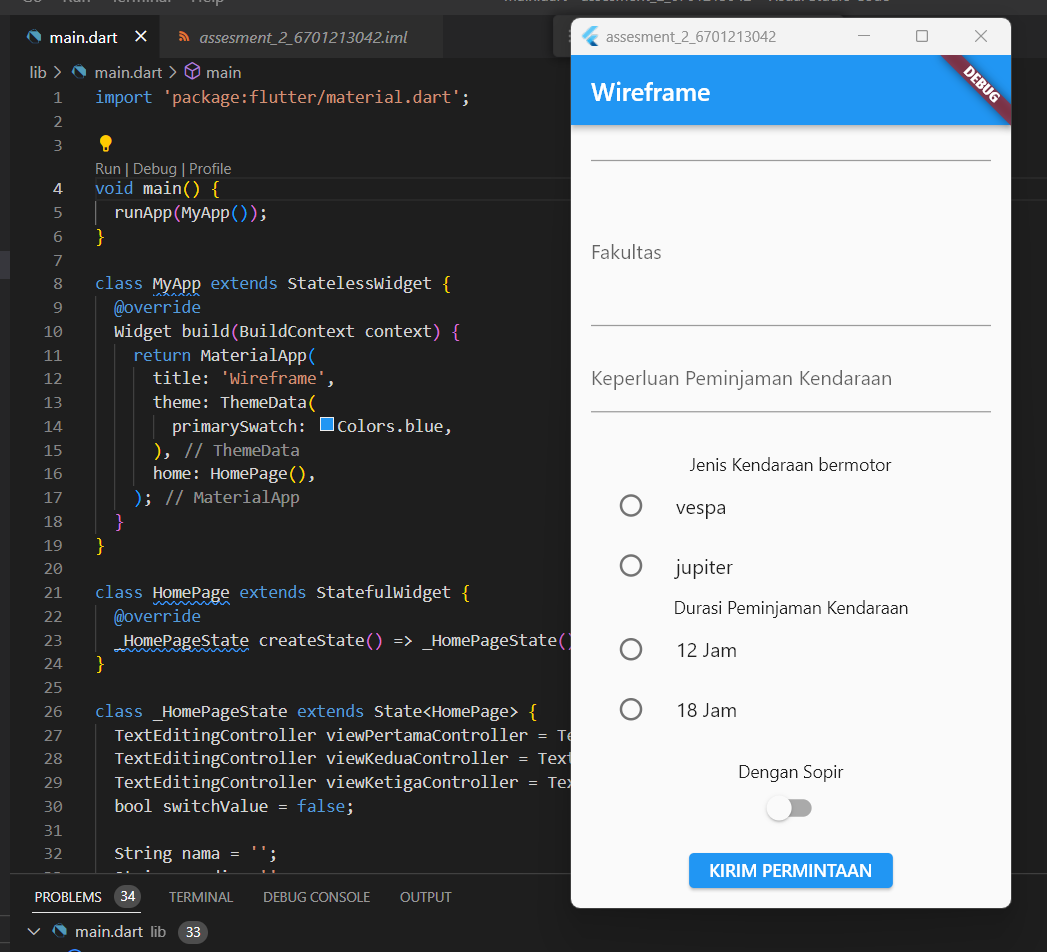 main.dart
assesment_2_6701213042.iml
lib > main.dart > main
1 import 'package:flutter/material.dart';
2
3
Run | Debug | Profile
4 void main() {
5 runApp(MyApp());
6 }
7
8 class MyApp extends StatelessWidget {
9 @override
10 Widget build(BuildContext context) {
11 return MaterialApp(
12 title: 'Wireframe',
13 theme: ThemeData(
14 primarySwatch: Colors.blue,
15 ), // ThemeData
16 home: HomePage(),
17 ); // MaterialApp
18 }
19 }
20
21 class HomePage extends StatefulWidget {
22 @override
23 _HomePageState createState() => _HomePageState()
24 }
25
26 class _HomePageState extends State<HomePage> {
27 TextEditingController viewPertamaController = Te
28 TextEditingController viewKeduaController = Text
29 TextEditingController viewKetigaController = Tex
30 bool switchValue = false;
31
32 String nama = '';
PROBLEMS 34 TERMINAL DEBUG CONSOLE OUTPUT
main.dart lib 33
assesment_2_6701213042
Wireframe
DEBUG
Fakultas
Keperluan Peminjaman Kendaraan
Jenis Kendaraan bermotor
vespa
jupiter
Durasi Peminjaman Kendaraan
12 Jam
18 Jam
Dengan Sopir
KIRIM PERMINTAAN